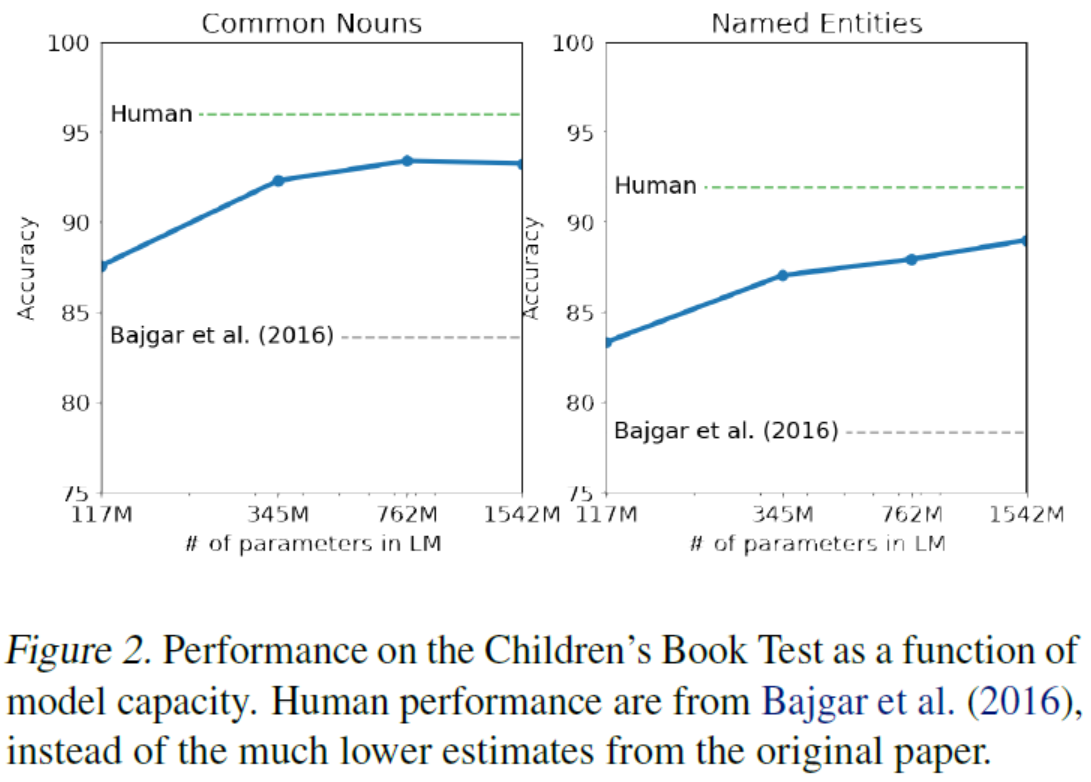 Common Nouns
100
95
90
85
80
75
Accuracy
Human
Bajgar et al. (2016)
117M 345M 762M 1542M
# of parameters in LM
Named Entities
100
95
90
85
80
75
Accuracy
Human
Bajgar et al. (2016)
117M 345M 762M 1542M
# of parameters in LM
Figure 2. Performance on the Children’s Book Test as a function of
model capacity. Human performance are from Bajgar et al. (2016),
instead of the much lower estimates from the original paper.